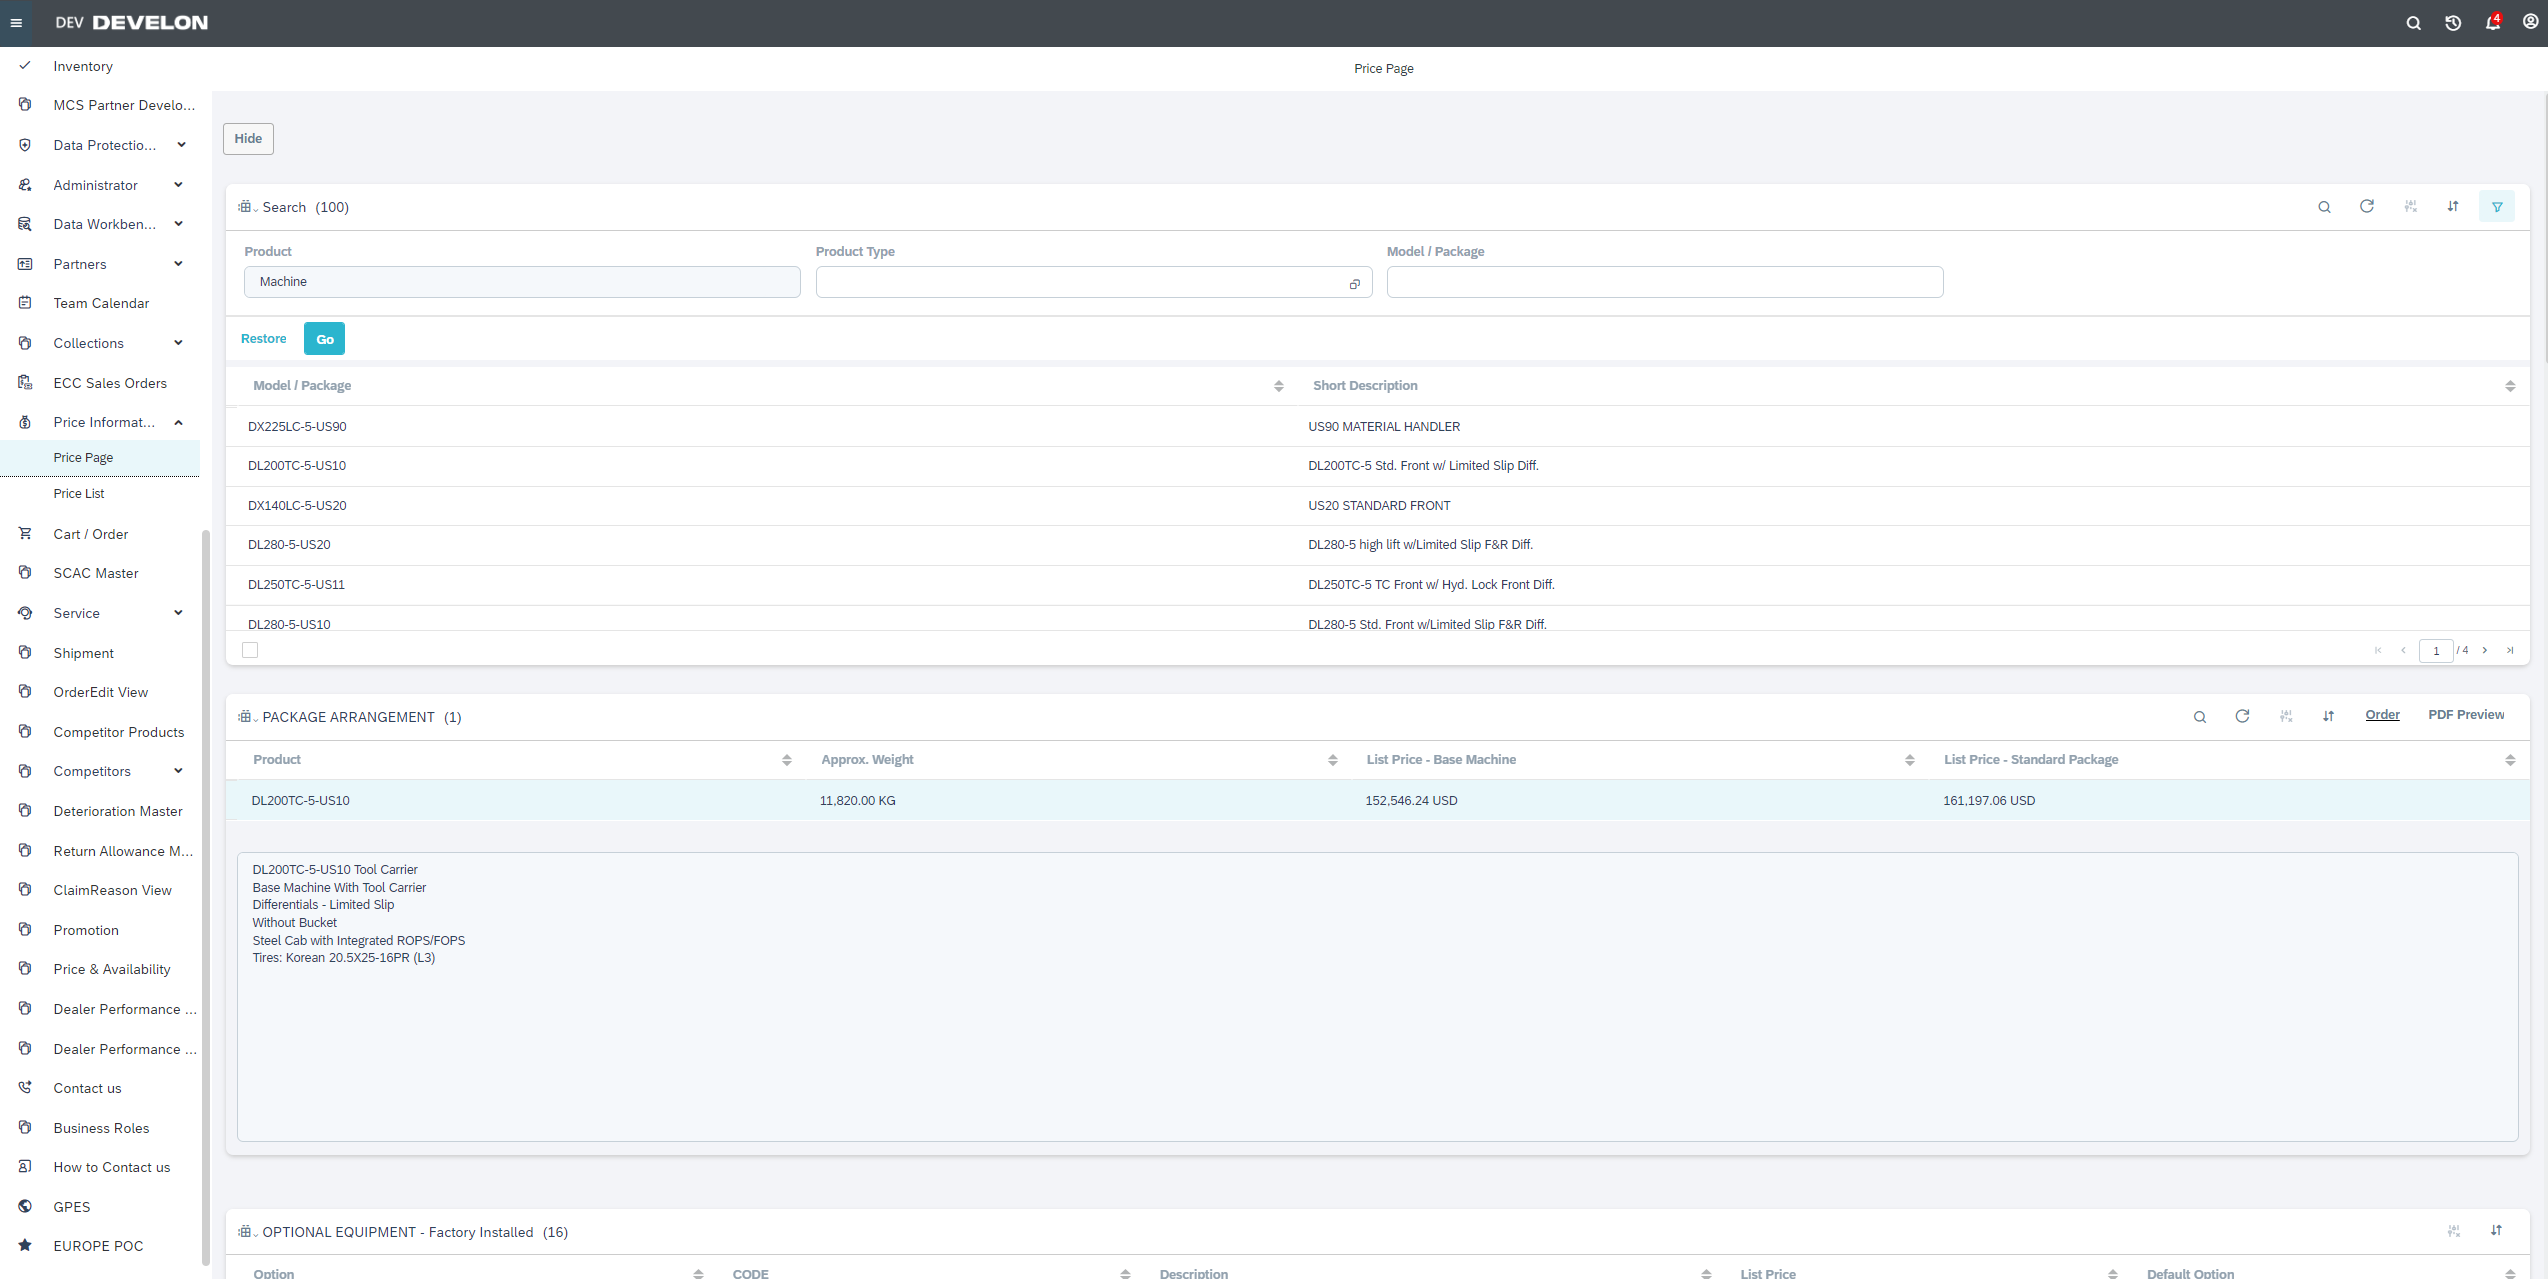 DEV DEVELON
4
Inventory
MCS Partner Develo...
Data Protectio...
Administrator
Data Workben...
Partners
Team Calendar
Collections
ECC Sales Orders
Price Informat...
Price Page
Price List
Cart / Order
SCAC Master
Service
Shipment
OrderEdit View
Competitor Products
Competitors
Deterioration Master
Return Allowance M...
ClaimReason View
Promotion
Price & Availability
Dealer Performance ...
Dealer Performance ...
Contact us
Business Roles
How to Contact us
GPES
EUROPE POC
Price Page
Hide
Search (100)
Product Product Type Model / Package
Machine
Restore Go
Model / Package Short Description
DX225LC-5-US90 US90 MATERIAL HANDLER
DL200TC-5-US10 DL200TC-5 Std. Front w/ Limited Slip Diff.
DX140LC-5-US20 US20 STANDARD FRONT
DL280-5-US20 DL280-5 high lift w/Limited Slip F&R Diff.
DL250TC-5-US11 DL250TC-5 TC Front w/ Hyd. Lock Front Diff.
DL280-5-US10 DL280-5 Std. Front w/Limited Slip F&R Diff.
1 / 4
PACKAGE ARRANGEMENT (1) Order PDF Preview
Product Approx. Weight List Price - Base Machine List Price - Standard Package
DL200TC-5-US10 11,820.00 KG 152,546.24 USD 161,197.06 USD
DL200TC-5-US10 Tool Carrier
Base Machine With Tool Carrier
Differentials - Limited Slip
Without Bucket
Steel Cab with Integrated ROPS/FOPS
Tires: Korean 20.5X25-16PR (L3)
OPTIONAL EQUIPMENT - Factory Installed (16)
Option CODE Description List Price Default Option